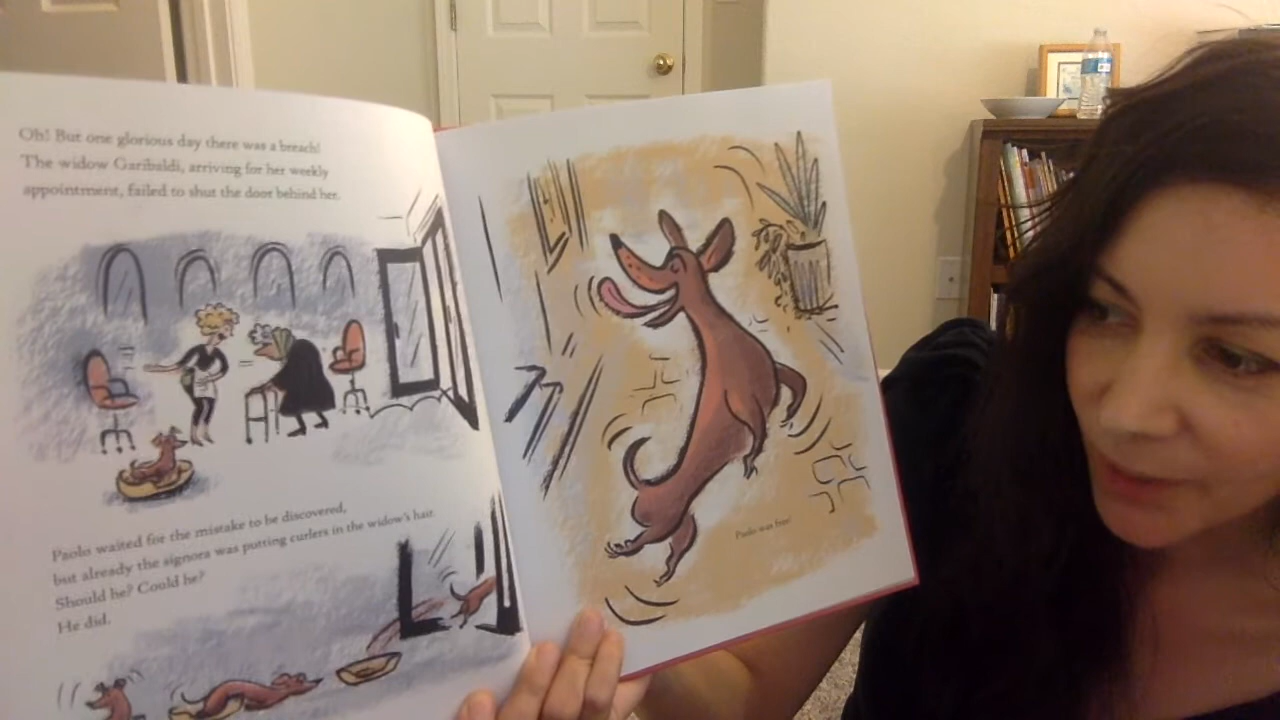 Oh! But one glorious day there was a breach!
The widow Garibaldi, arriving for her weekly
appointment, failed to shut the door behind her.
Paolo waited for the mistake to be discovered,
but already the signora was putting curlers in the widow's hair.
Should he? Could he?
He did.
Paolo was free!